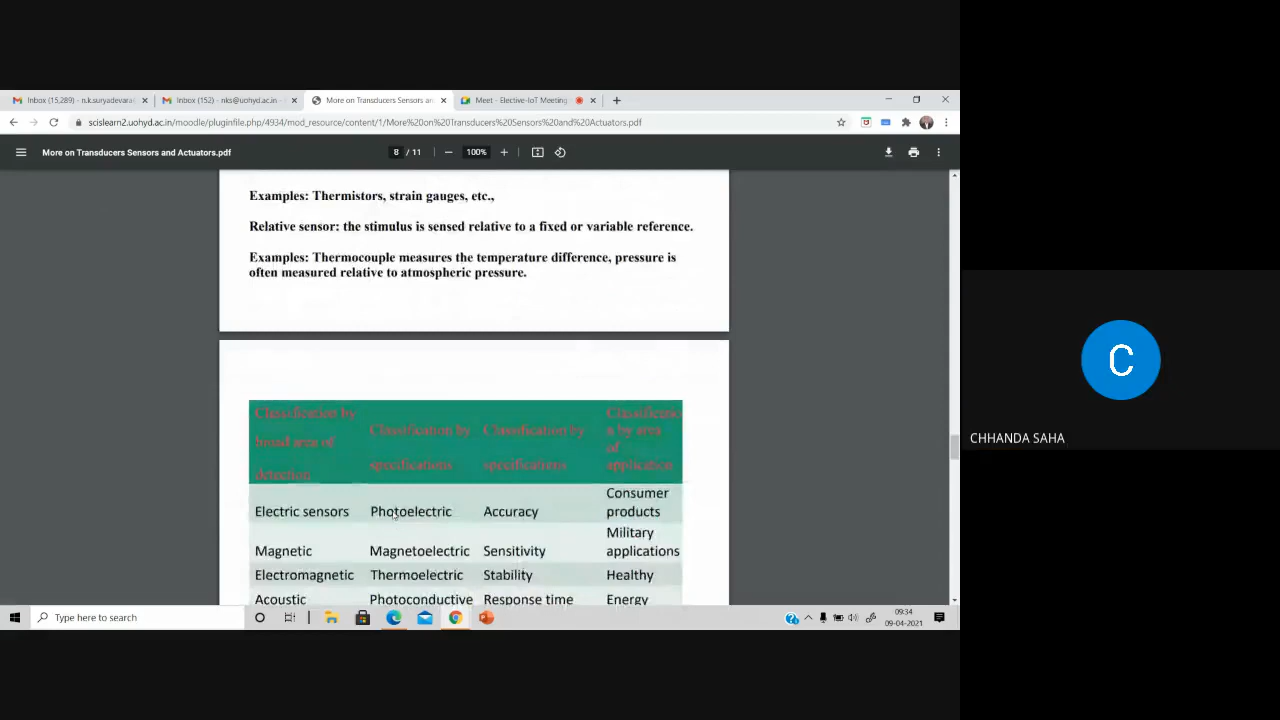 Inbox (15,289) - n.k.suryadevara
Inbox (152) - nks@uohyd.ac.in -
More on Transducers Sensors an
Meet - Elective-IoT Meeting
scislearn2.uohyd.ac.in/moodle/pluginfile.php/4934/mod_resource/content/1/More%20on%20Transducers%20Sensors%20and%20Actuators.pdf
More on Transducers Sensors and Actuators.pdf
8 / 11
100%
Examples: Thermistors, strain gauges, etc.,
Relative sensor: the stimulus is sensed relative to a fixed or variable reference.
Examples: Thermocouple measures the temperature difference, pressure is
often measured relative to atmospheric pressure.
Classification by
broad area of
detection
Classification by
specifications
Classification by
specifications
Classificatio
n by area
of
application
Electric sensors Photoelectric Accuracy Consumer
products
Magnetic Magnetoelectric Sensitivity Military
applications
Electromagnetic Thermoelectric Stability Healthy
Acoustic Photoconductive Response time Energy
C
CHHANDA SAHA
Type here to search
09:34
09-04-2021